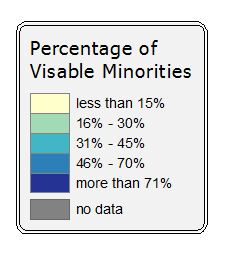 Percentage of
Visable Minorities
less than 15%
16% - 30%
31% - 45%
46% - 70%
more than 71%
no data